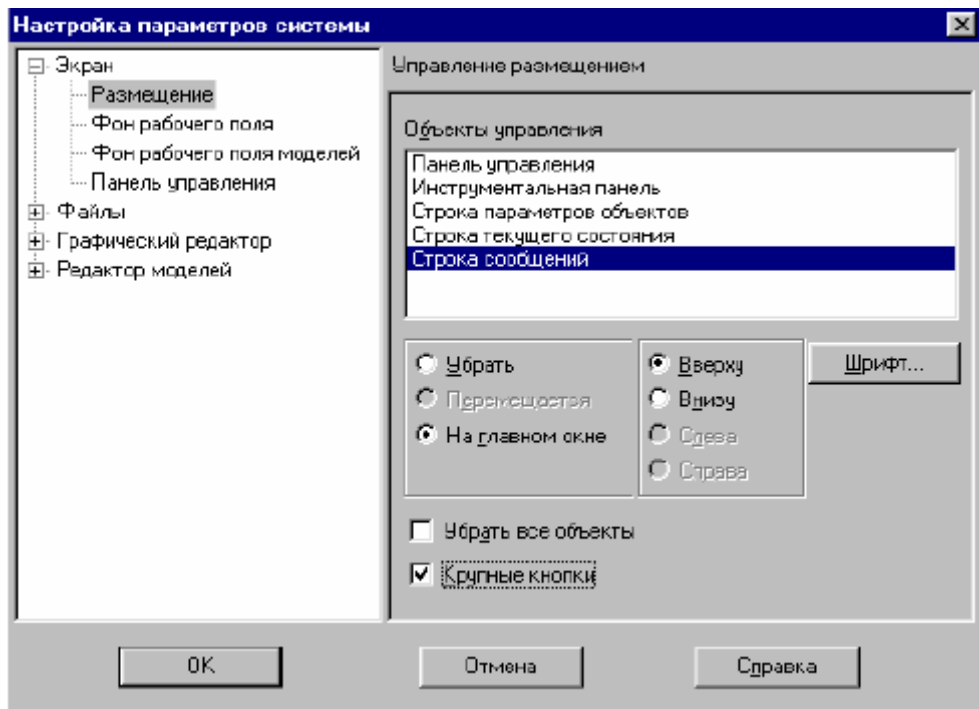 Настройка параметров системы
Экран
Размещение
Фон рабочего поля
Фон рабочего поля моделей
Панель управления
Файлы
Графический редактор
Редактор моделей
Управление размещением
Объекты управления
Панель управления
Инструментальная панель
Строка параметров объектов
Строка текущего состояния
Строка сообщений
Убрать
Перемещается
На главном окне
Вверху
Внизу
Слева
Справа
Шрифт...
Убрать все объекты
Крупные кнопки
OK
Отмена
Справка